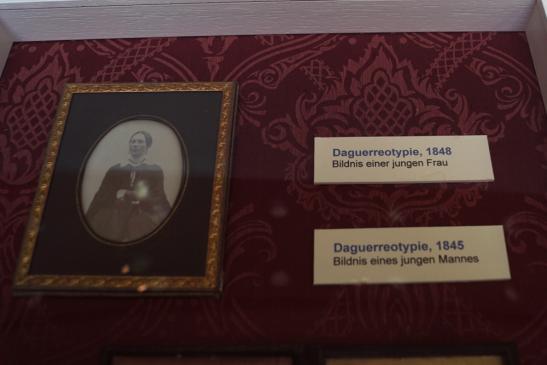 Daguerreotypie, 1848
Bildnis einer jungen Frau
Daguerreotypie, 1845
Bildnis eines jungen Mannes